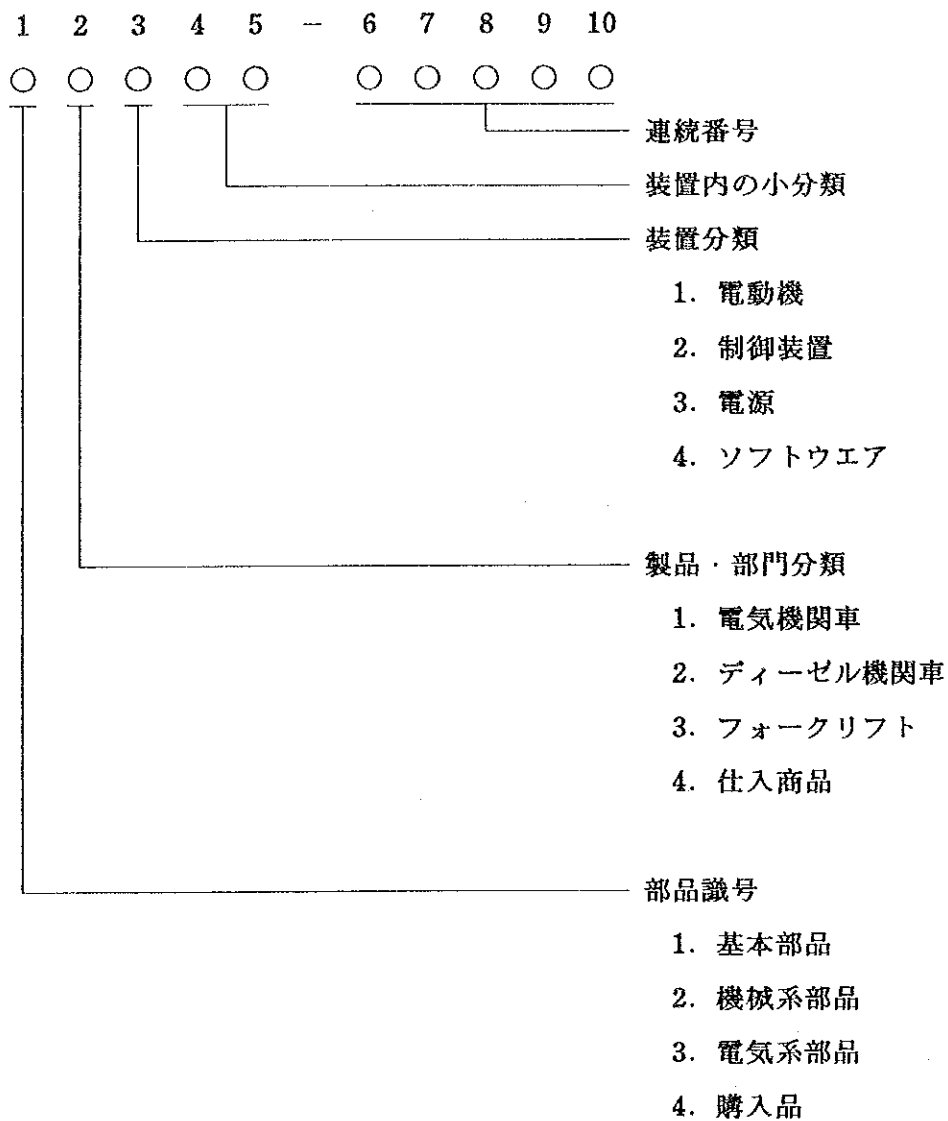 1 2 3 4 5 - 6 7 8 9 10
○ ○ ○ ○ ○ ○ ○ ○ ○ ○
連続番号
装置内の小分類
装置分類
1. 電動機
2. 制御装置
3. 電源
4. ソフトウエア
製品・部門分類
1. 電気機関車
2. ディーゼル機関車
3. フォークリフト
4. 仕入商品
部品識号
1. 基本部品
2. 機械系部品
3. 電気系部品
4. 購入品